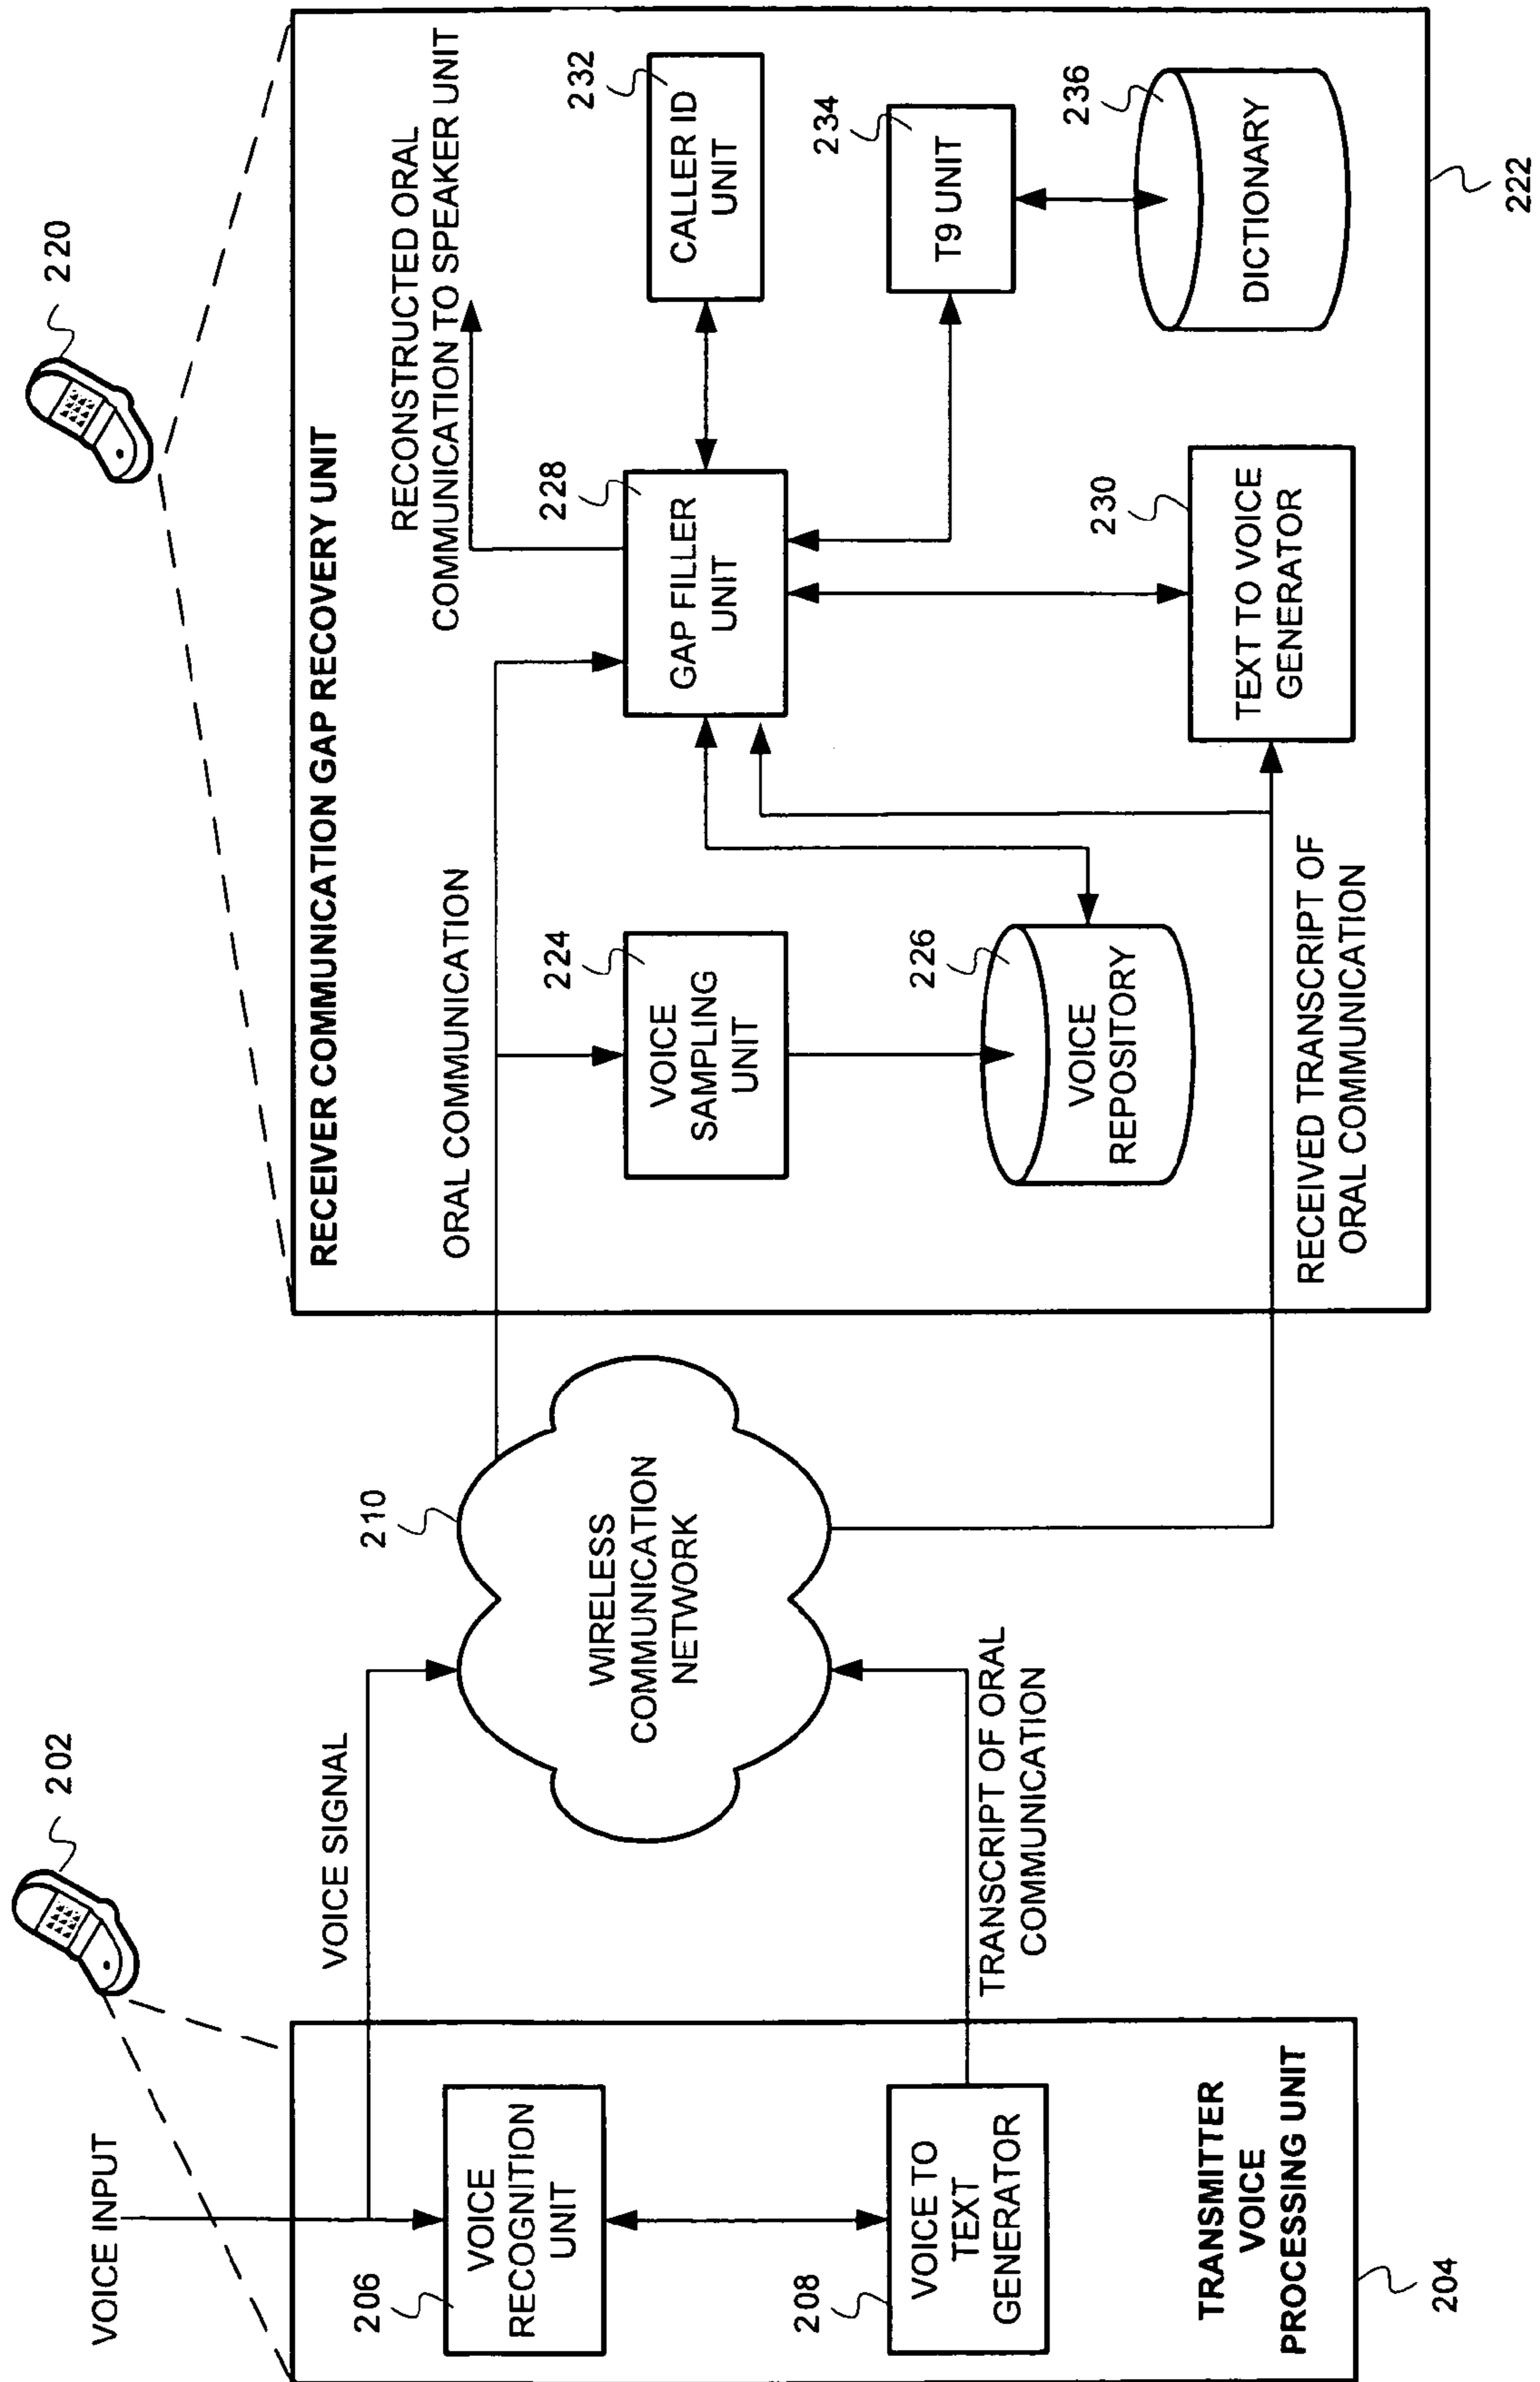 202
220
VOICE INPUT
VOICE SIGNAL
206
VOICE
RECOGNITION
UNIT
208
VOICE TO
TEXT
GENERATOR
TRANSMITTER
VOICE
PROCESSING UNIT
204
TRANSCRIPT OF ORAL
COMMUNICATION
210
WIRELESS
COMMUNICATION
NETWORK
RECEIVER COMMUNICATION GAP RECOVERY UNIT
ORAL COMMUNICATION
RECONSTRUCTED ORAL
COMMUNICATION TO SPEAKER UNIT
224
VOICE
SAMPLING
UNIT
226
VOICE
REPOSITORY
228
GAP FILLER
UNIT
232
CALLER ID
UNIT
234
T9 UNIT
236
DICTIONARY
230
TEXT TO VOICE
GENERATOR
RECEIVED TRANSCRIPT OF
ORAL COMMUNICATION
222